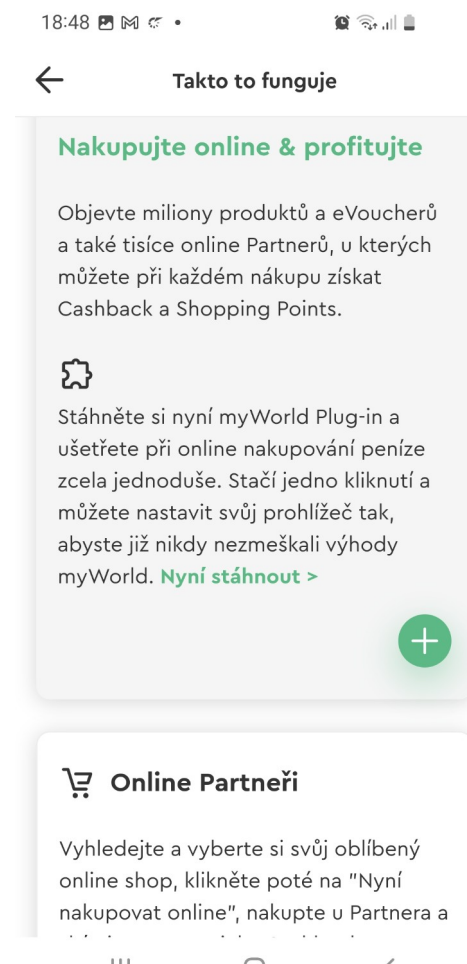 18:48
Takto to funguje
Nakupujte online & profitujte
Objevte miliony produktů a eVoucherů
a také tisíce online Partnerů, u kterých
můžete při každém nákupu získat
Cashback a Shopping Points.
Stáhněte si nyní myWorld Plug-in a
ušetřete při online nakupování peníze
zcela jednoduše. Stačí jedno kliknutí a
můžete nastavit svůj prohlížeč tak,
abyste již nikdy nezmeškali výhody
myWorld. Nyní stáhnout >
Online Partneři
Vyhledejte a vyberte si svůj oblíbený
online shop, klikněte poté na "Nyní
nakupovat online", nakupte u Partnera a